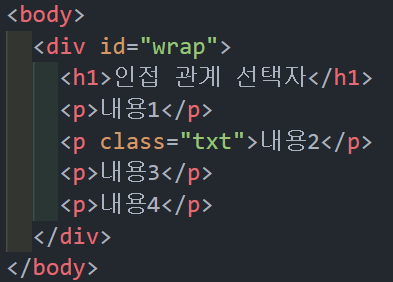 <body>
<div id="wrap">
<h1>인접 관계 선택자</h1>
<p>내용1</p>
<p class="txt">내용2</p>
<p>내용3</p>
<p>내용4</p>
</div>
</body>